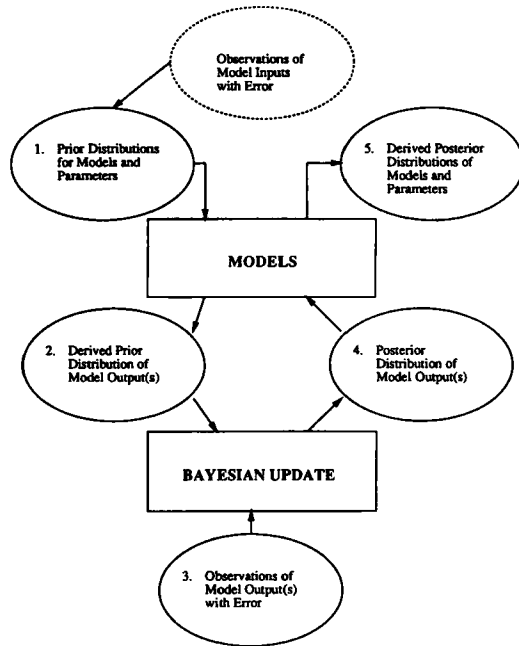 Observations of
Model Inputs
with Error
1. Prior Distributions
for Models and
Parameters
5. Derived Posterior
Distributions of
Models and
Parameters
MODELS
2. Derived Prior
Distribution of
Model Output(s)
4. Posterior
Distribution of
Model Output(s)
BAYESIAN UPDATE
3. Observations of
Model Output(s)
with Error